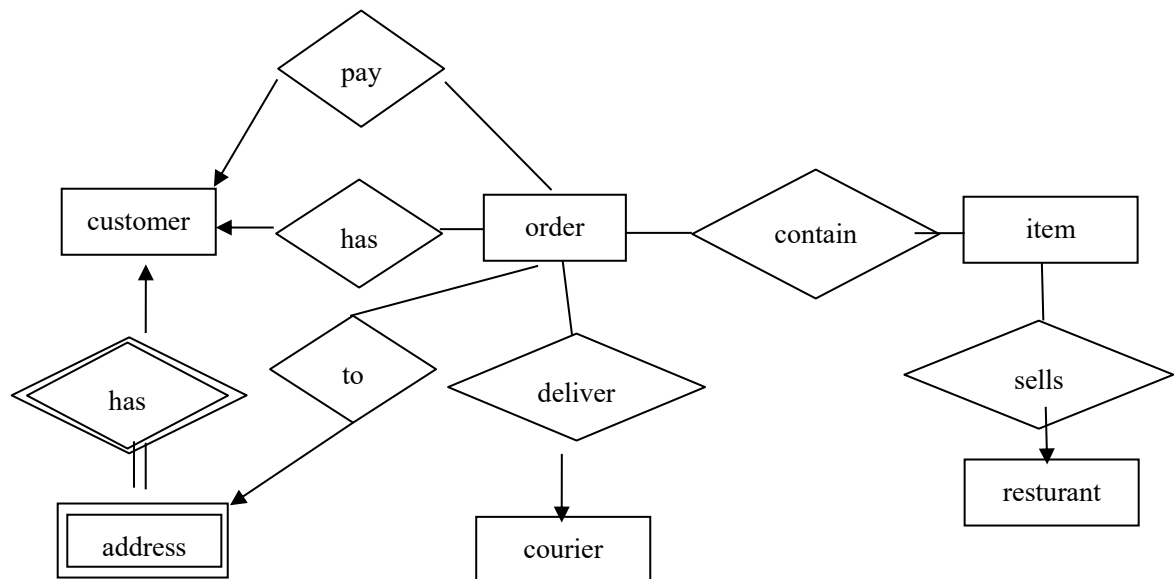 pay
customer
has
order
contain
item
has
to
deliver
sells
address
courier
resturant